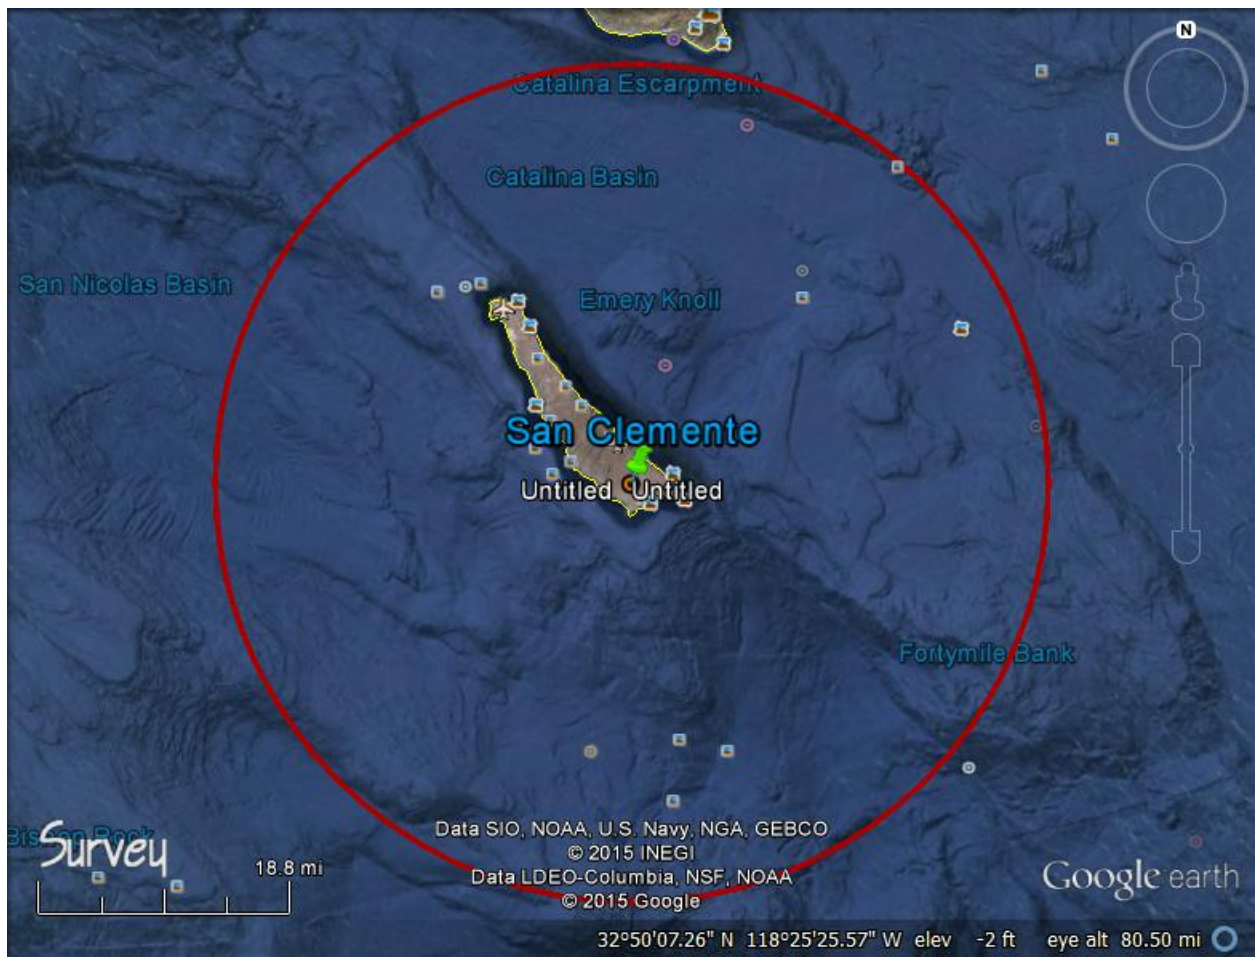 N
Catalina Escarpment
Catalina Basin
San Nicolas Basin
Emery Knoll
San Clemente
Untitled Untitled
Fortymile Bank
Data SIO, NOAA, U.S. Navy, NGA, GEBCO
© 2015 INEGI
Data LDEO-Columbia, NSF, NOAA
© 2015 Google
Bishop Rock
Survey
18.8 mi
Google earth
32°50'07.26" N 118°25'25.57" W elev -2 ft eye alt 80.50 mi